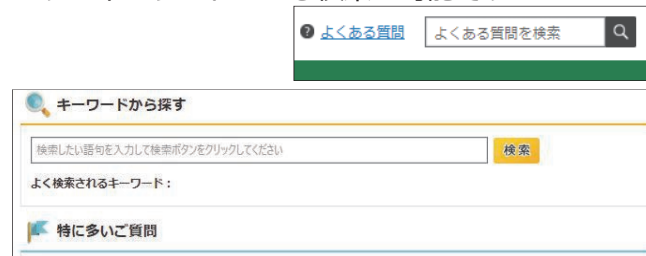 よくある質問 よくある質問を検索
キーワードから探す
検索したい語句を入力して検索ボタンをクリックしてください 検索
よく検索されるキーワード：
特に多いご質問